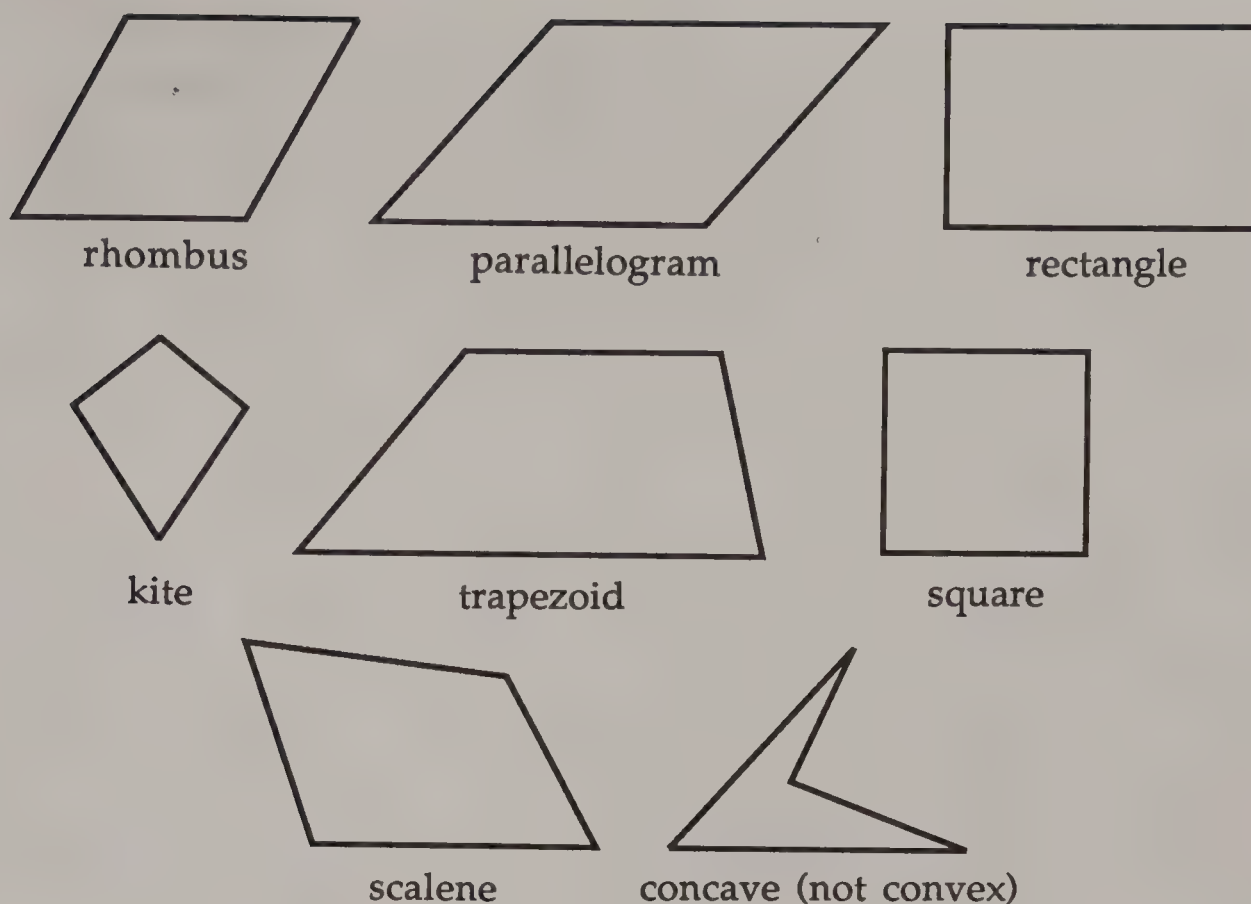 rhombus
parallelogram
rectangle
kite
trapezoid
square
scalene
concave (not convex)